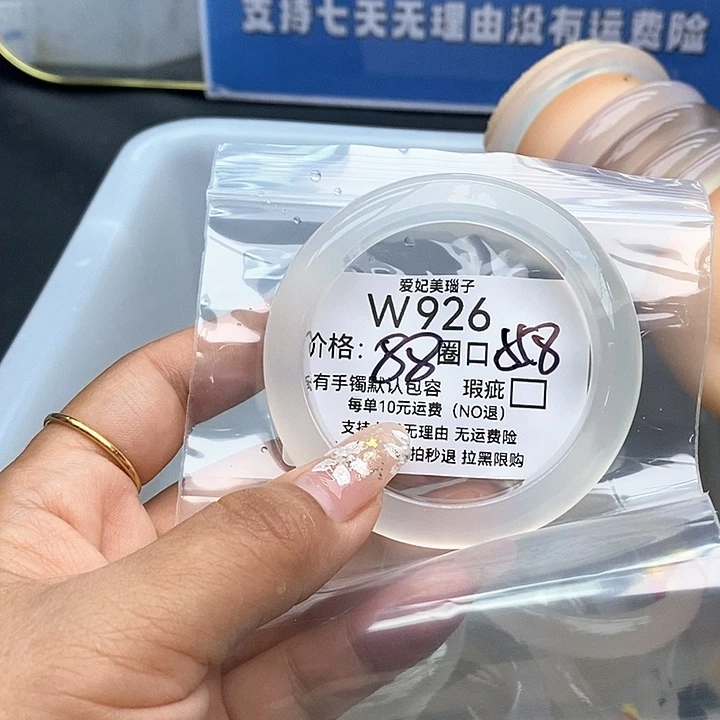 支持七天无理由没有运费险
爱妃美瑙子
W926
价格：88 圈口 58
有手镯默认包容 瑕疵
每单10元运费（NO退）
支持 无理由 无运费险
拍秒退 拉黑限购